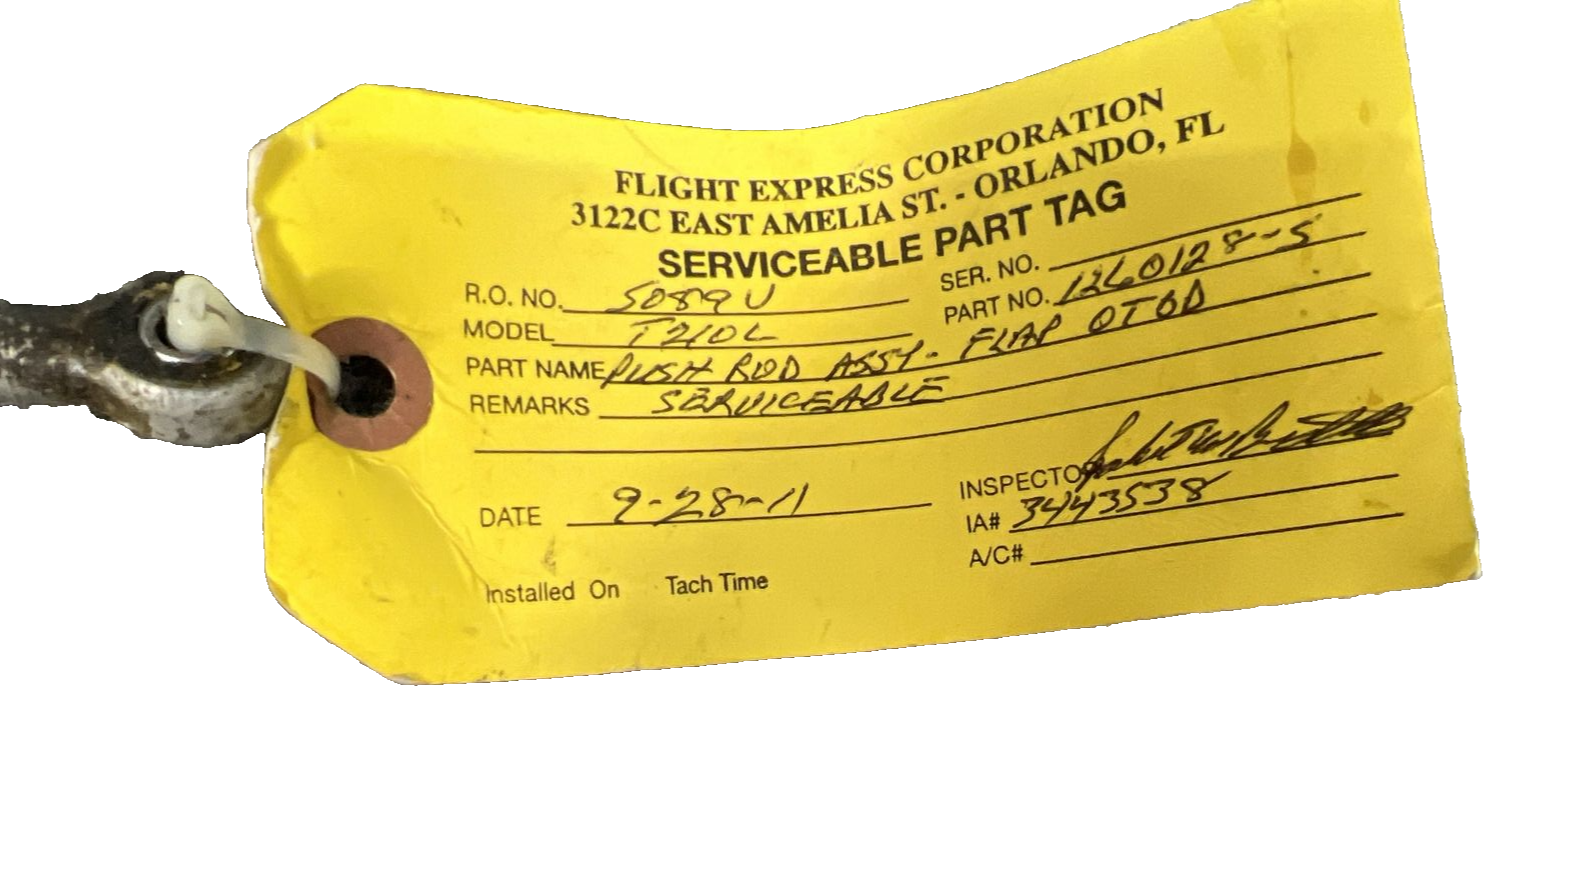 FLIGHT EXPRESS CORPORATION
3122C EAST AMELIA ST. - ORLANDO, FL
SERVICEABLE PART TAG
R.O. NO. 5089U SER. NO.
MODEL T210L PART NO. 1260128-5
PART NAME PUSH ROD ASSY- FLAP OTBD
REMARKS SERVICEABLE
DATE 9-28-11 INSPECTOR
IA# 3443538
A/C#
Installed On Tach Time